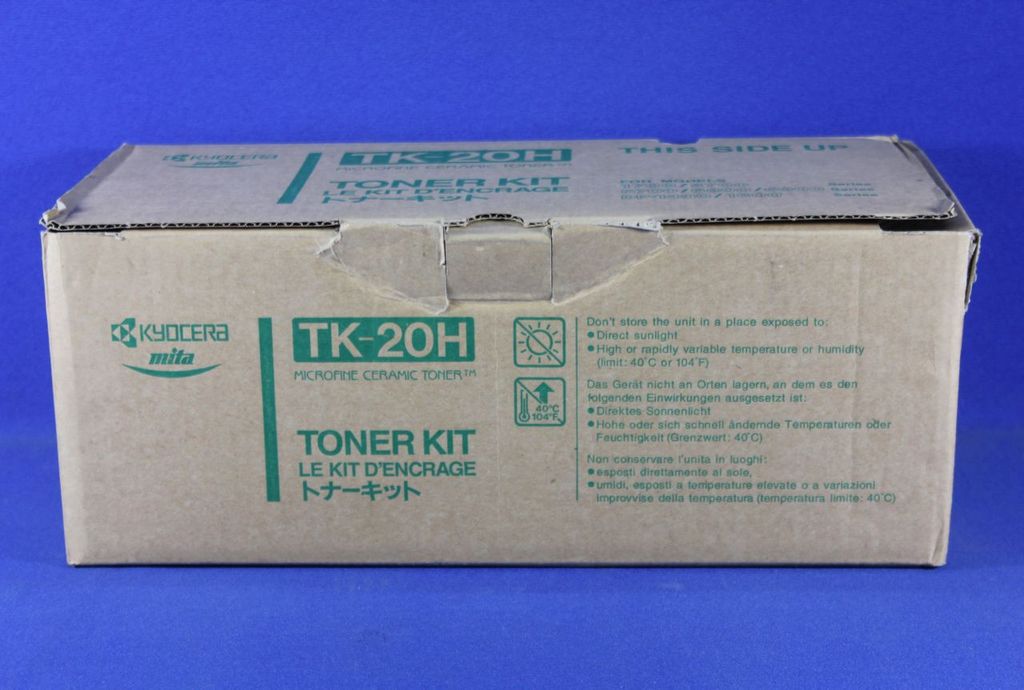 KYOCERA
mita
TK-20H
MICROFINE CERAMIC TONER™
TONER KIT
LE KIT D'ENCRAGE
トナーキット
THIS SIDE UP
FOR MODELS
Series
Series
Series
KYOCERA
mita
TK-20H
MICROFINE CERAMIC TONER™
TONER KIT
LE KIT D'ENCRAGE
トナーキット
40°C
104°F
Don't store the unit in a place exposed to:
●Direct sunlight
●High or rapidly variable temperature or humidity
(limit: 40°C or 104°F)
Das Gerät nicht an Orten lagern, an dem es den
folgenden Einwirkungen ausgesetzt ist:
●Direktes Sonnenlicht
●Hohe oder sich schnell ändernde Temperaturen oder
Feuchtigkeit (Grenzwert: 40°C)
Non conservare l'unita in luoghi:
●esposti direttamente al sole,
●umidi, esposti a temperature elevate o a variazioni
improvvise della temperatura (temperatura limite: 40°C)